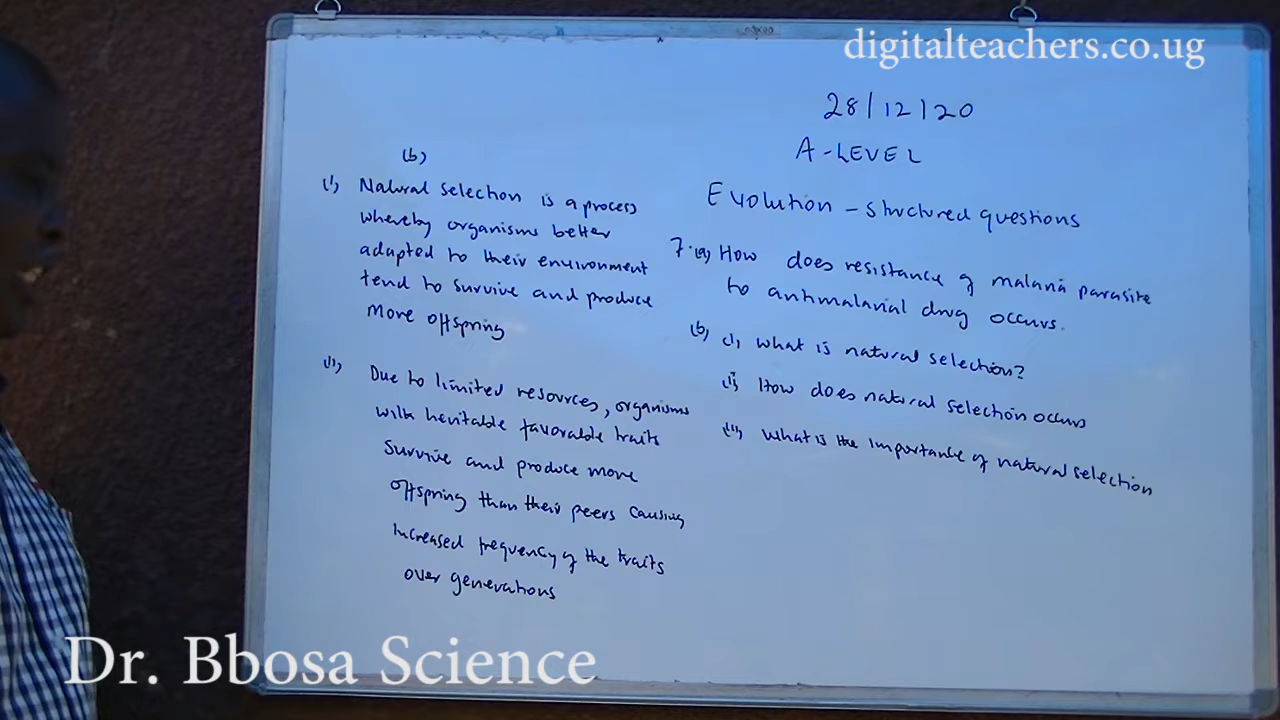 digitalteachers.co.ug
28/12/20
A-LEVEL
Evolution - structured questions
7.(a) How does resistance of malaria parasite
to antimalarial drug occurs.
(b) (i) what is natural selection?
(ii) How does natural selection occurs
(iii) what is the importance of natural selection
(b)
(i) Natural selection is a process
whereby organisms better
adapted to their environment
tend to survive and produce
more offspring
(ii) Due to limited resources, organisms
with heritable favorable traits
survive and produce more
offspring than their peers causing
increased frequency of the traits
over generations
Dr. Bbosa Science